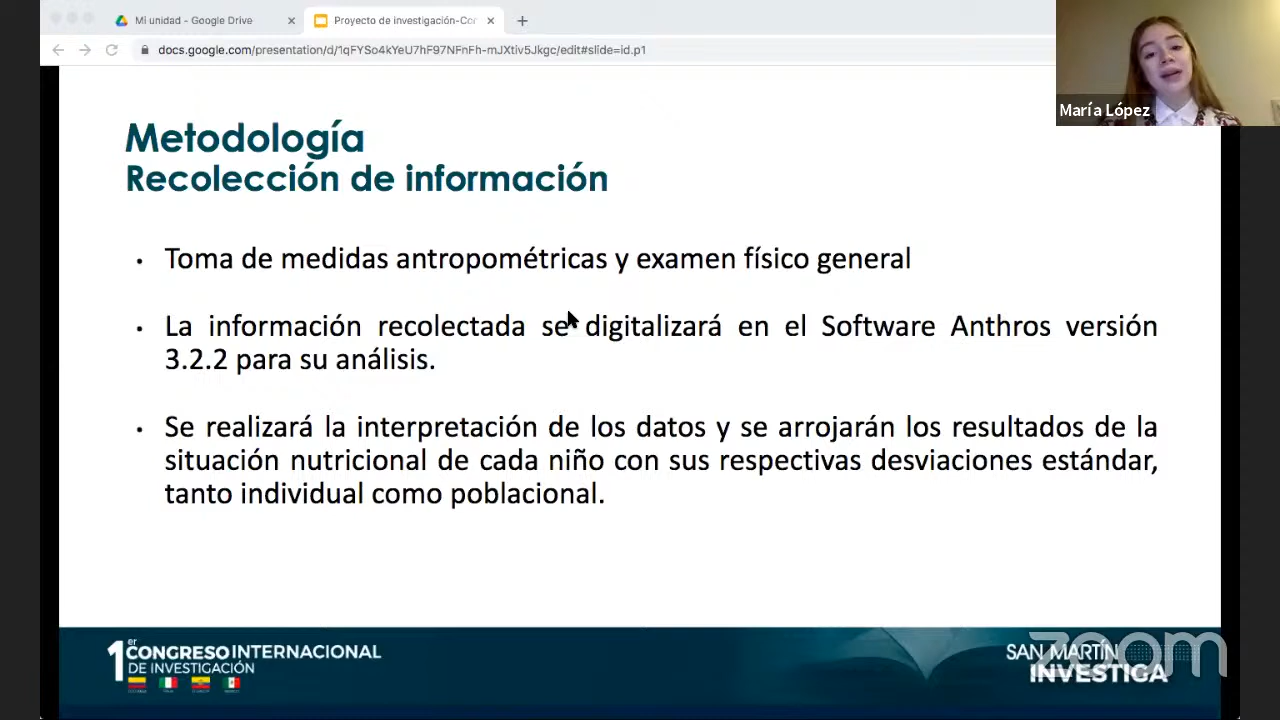 Mi unidad - Google Drive
Proyecto de investigación-Cor
docs.google.com/presentation/d/1qFYSo4kYeU7hF97NFnFh-mJXtiv5Jkgc/edit#slide=id.p1
María López
Metodología
Recolección de información
• Toma de medidas antropométricas y examen físico general
• La información recolectada se digitalizará en el Software Anthros versión
3.2.2 para su análisis.
• Se realizará la interpretación de los datos y se arrojarán los resultados de la
situación nutricional de cada niño con sus respectivas desviaciones estándar,
tanto individual como poblacional.
1er CONGRESO INTERNACIONAL
DE INVESTIGACIÓN
SAN MARTÍN
INVESTIGA
zoom